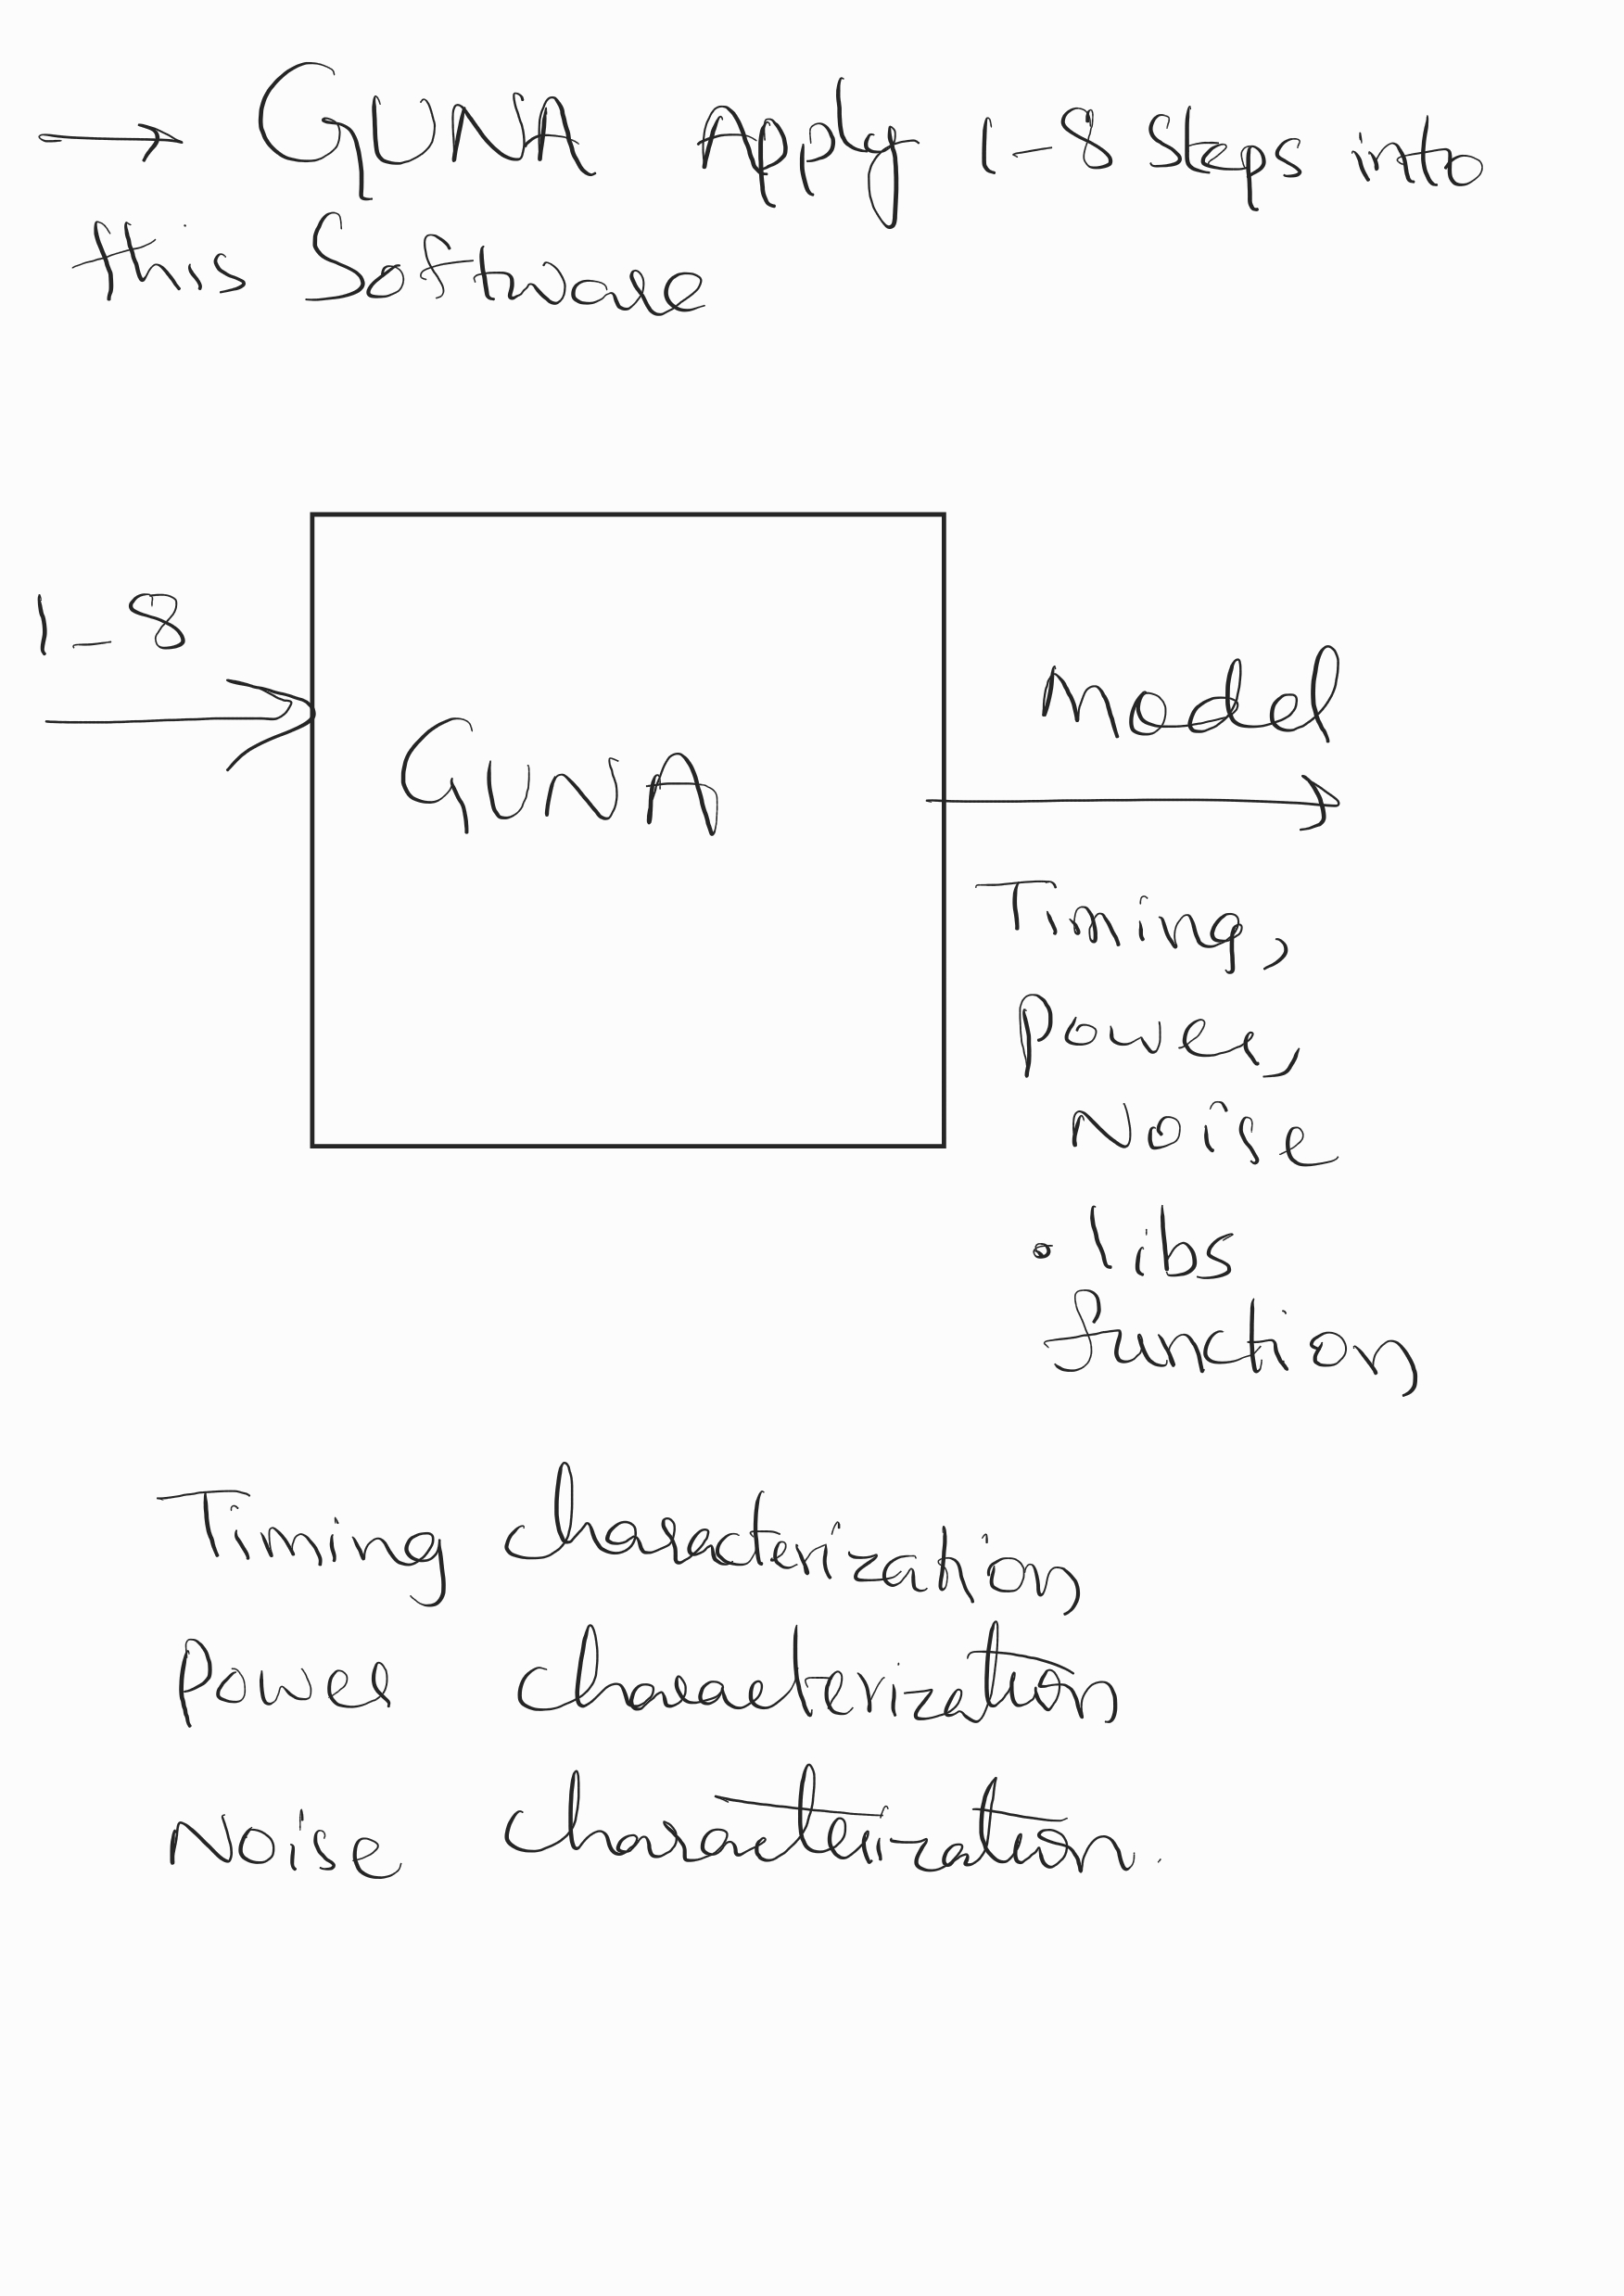 → GUNA Apply 1-8 steps into
this Software
1-8
GUNA
Model
Timing,
Power,
Noise
.libs
function
Timing characterization
Power characterization
Noise characterization.